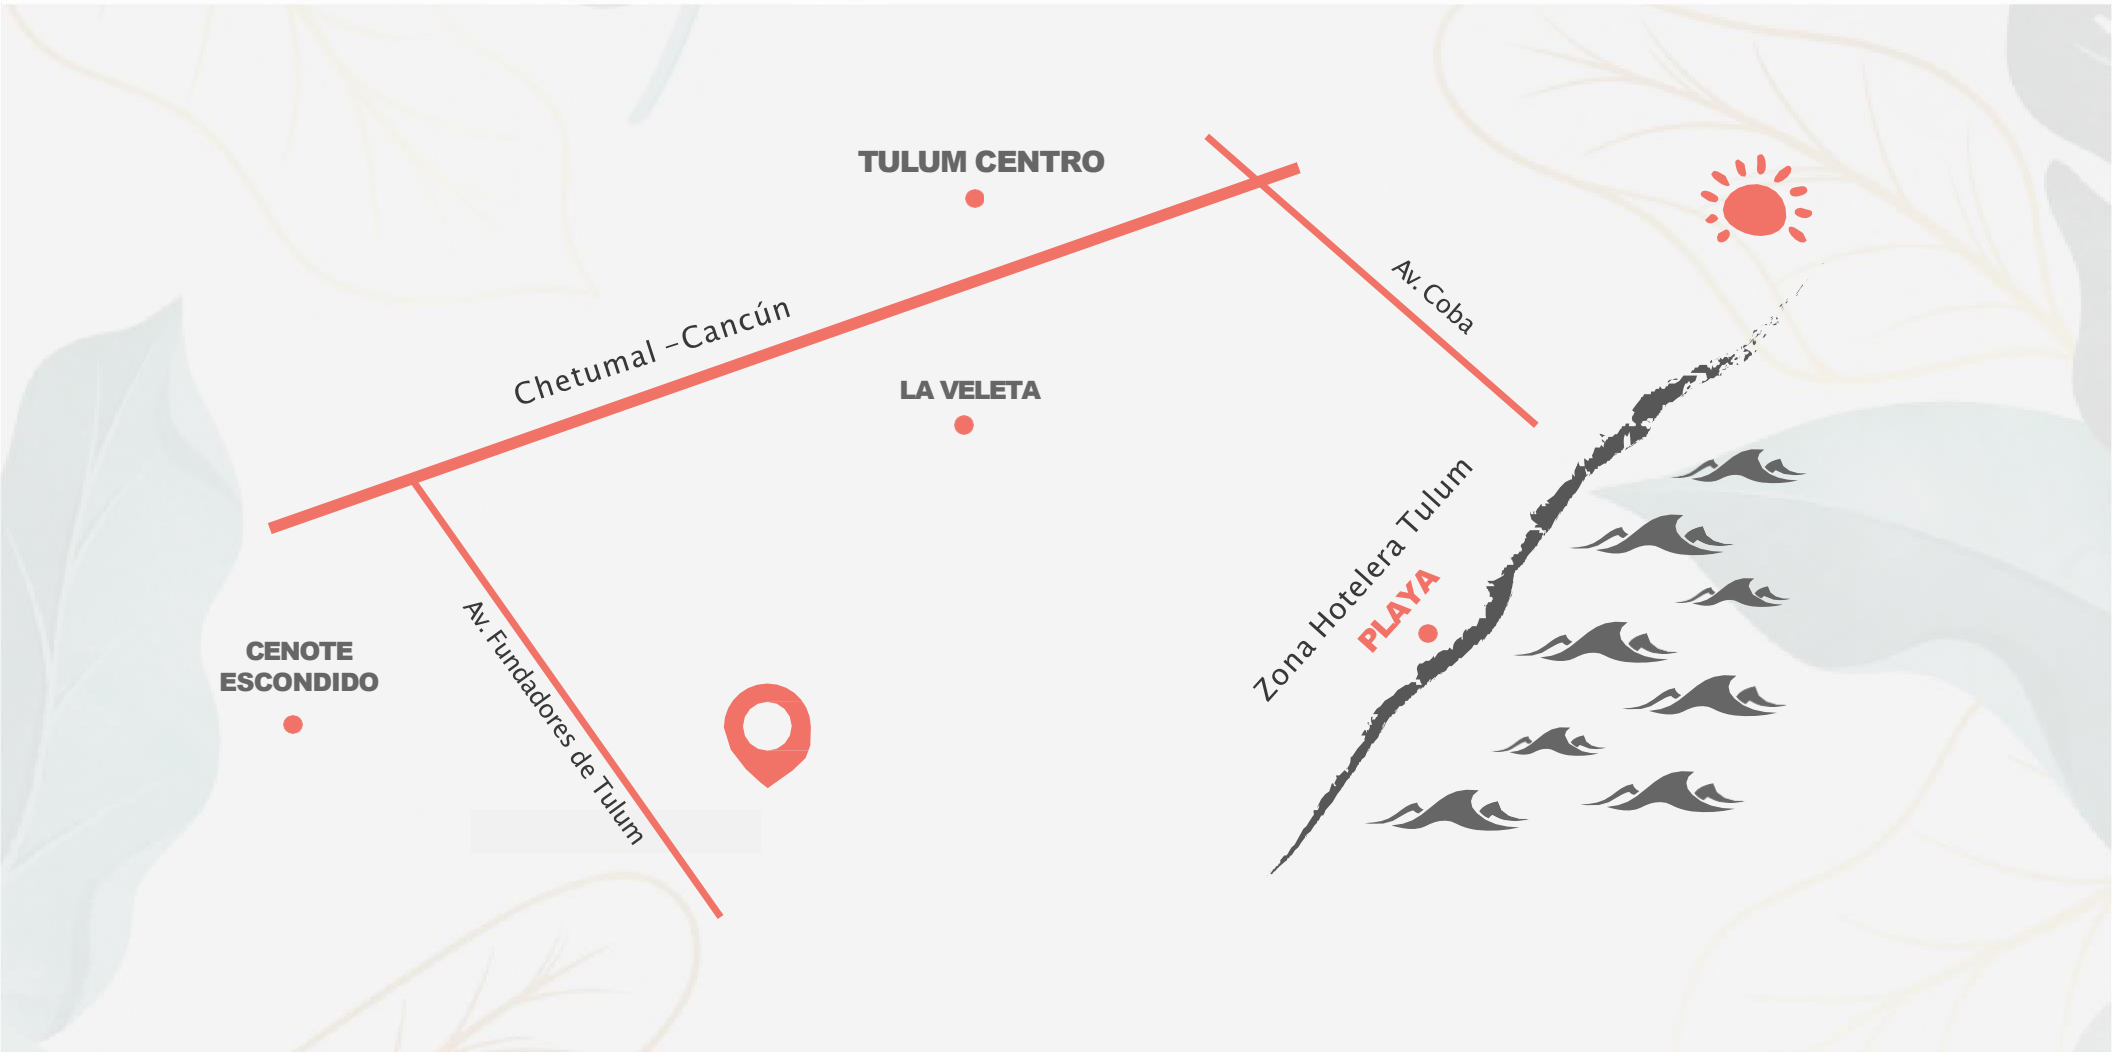 TULUM CENTRO
Chetumal -Cancún
Av. Coba
LA VELETA
Zona Hotelera Tulum
PLAYA
CENOTE
ESCONDIDO
Av. Fundadores de Tulum